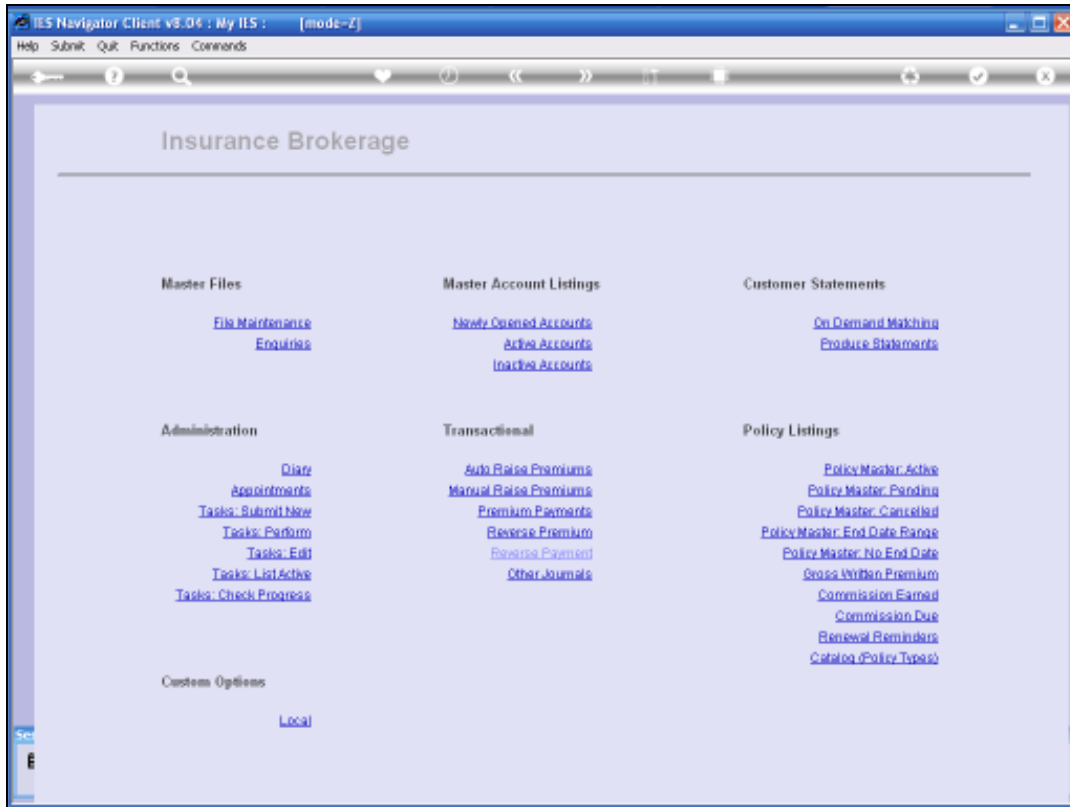 IES Navigator Client v8.04 : My IES : [mode=Z]
Help Submit Quit Functions Commands
Insurance Brokerage
Master Files
File Maintenance
Enquiries
Master Account Listings
Newly Opened Accounts
Active Accounts
Inactive Accounts
Customer Statements
On Demand Matching
Produce Statements
Administration
Diary
Appointments
Tasks: Submit New
Tasks: Perform
Tasks: Edit
Tasks: List Active
Tasks: Check Progress
Transactional
Auto Raise Premiums
Manual Raise Premiums
Premium Payments
Reverse Premium
Reverse Payment
Other Journals
Policy Listings
Policy Master: Active
Policy Master: Pending
Policy Master: Cancelled
Policy Master: End Date Range
Policy Master: No End Date
Gross Written Premium
Commission Earned
Commission Due
Renewal Reminders
Catalog (Policy Types)
Custom Options
Local